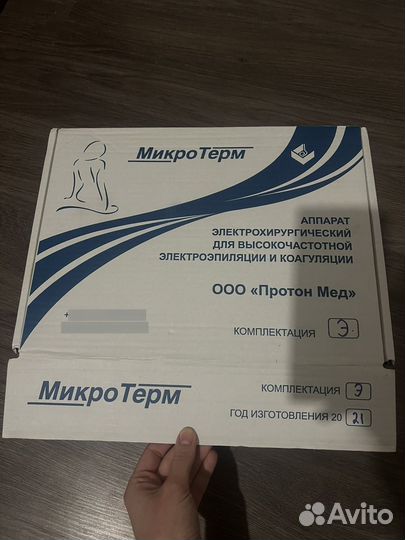 МикроТерм
АППАРАТ
ЭЛЕКТРОХИРУРГИЧЕСКИЙ
ДЛЯ ВЫСОКОЧАСТОТНОЙ
ЭЛЕКТРОЭПИЛЯЦИИ И КОАГУЛЯЦИИ
ООО «Протон Мед»
+
КОМПЛЕКТАЦИЯ Э.
МикроТерм
КОМПЛЕКТАЦИЯ Э
ГОД ИЗГОТОВЛЕНИЯ 20 21
Avito